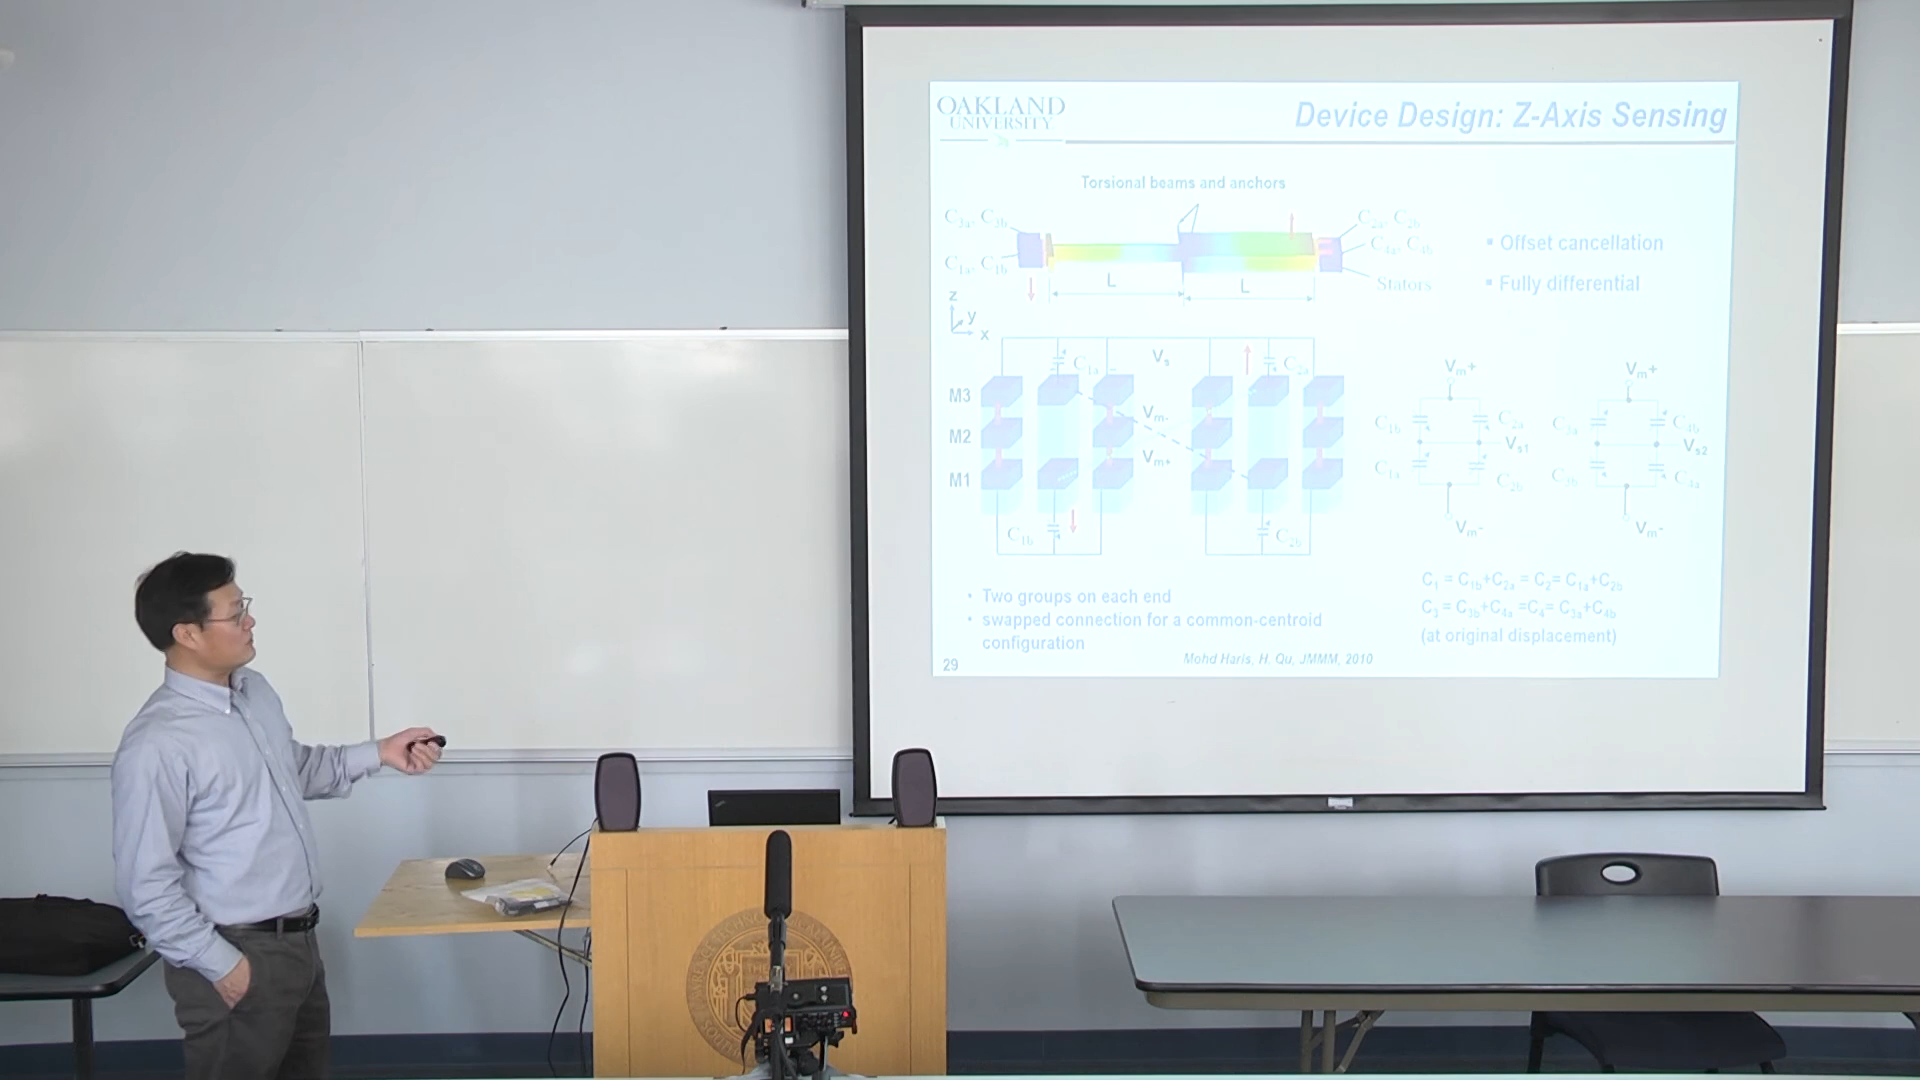 OAKLAND
UNIVERSITY
Device Design: Z-Axis Sensing
Torsional beams and anchors
C3a, C3b
C1a, C1b
C2a, C2b
C4a, C4b
Stators
L
L
z
y
x
▪ Offset cancellation
▪ Fully differential
C1a
Vs
C2a
M3
M2
M1
Vm-
Vm+
C1b
C2b
Vm+
C1b
C2a
Vs1
C1a
C2b
Vm-
Vm+
C3a
C4b
Vs2
C3b
C4a
Vm-
C1 = C1b+C2a = C2= C1a+C2b
C3 = C3b+C4a =C4= C3a+C4b
(at original displacement)
• Two groups on each end
• swapped connection for a common-centroid
configuration
Mohd Haris, H. Qu, JMMM, 2010
29